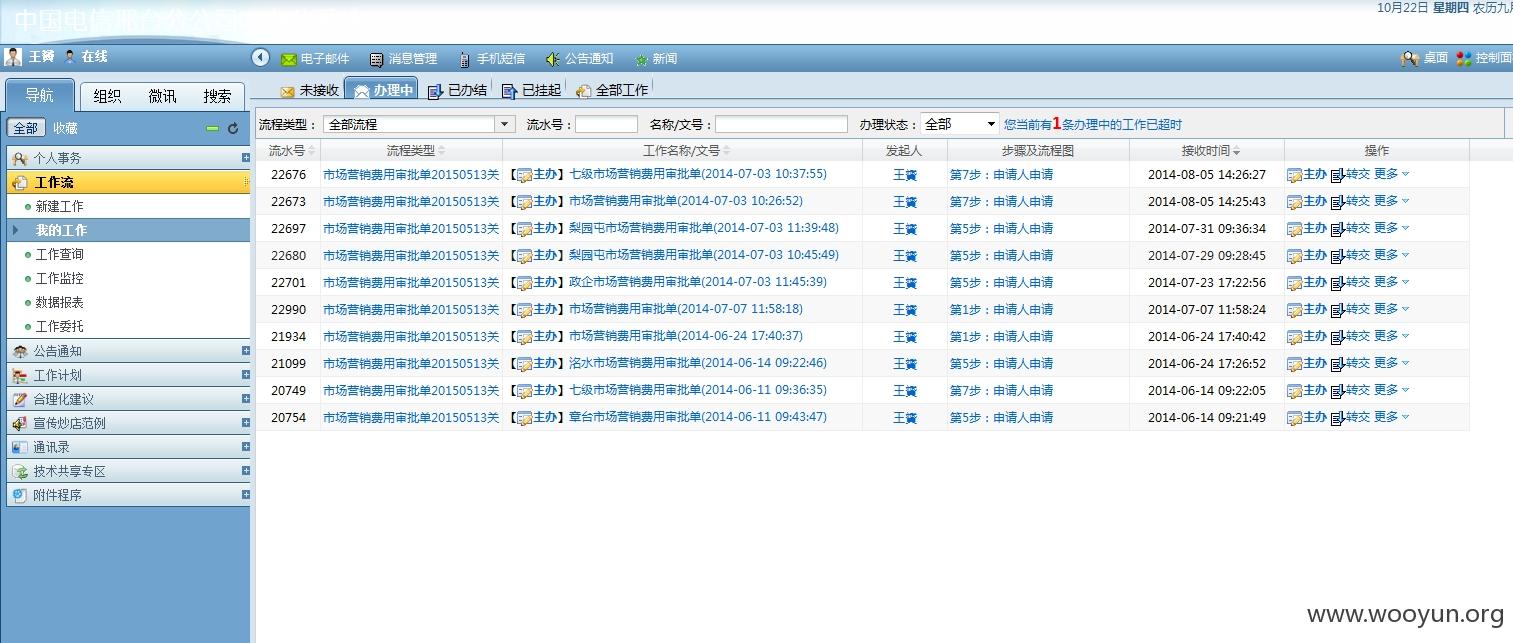 中国电信邢台分公司
10月22日 星期四 农历九月
王簧 在线
电子邮件 消息管理 手机短信 公告通知 新闻
桌面 控制面
导航 组织 微讯 搜索
未接收 办理中 已办结 已挂起 全部工作
全部 收藏
流程类型： 全部流程 流水号： 名称/文号： 办理状态： 全部 您当前有1条办理中的工作已超时
个人事务
工作流
新建工作
我的工作
工作查询
工作监控
数据报表
工作委托
公告通知
工作计划
合理化建议
宣传炒店范例
通讯录
技术共享专区
附件程序
流水号 流程类型 工作名称/文号 发起人 步骤及流程图 接收时间 操作
22676 市场营销费用审批单20150513关 【主办】七级市场营销费用审批单(2014-07-03 10:37:55) 王簧 第7步：申请人申请 2014-08-05 14:26:27 主办 转交 更多
22673 市场营销费用审批单20150513关 【主办】市场营销费用审批单(2014-07-03 10:26:52) 王簧 第7步：申请人申请 2014-08-05 14:25:43 主办 转交 更多
22697 市场营销费用审批单20150513关 【主办】梨园屯市场营销费用审批单(2014-07-03 11:39:48) 王簧 第5步：申请人申请 2014-07-31 09:36:34 主办 转交 更多
22680 市场营销费用审批单20150513关 【主办】梨园屯市场营销费用审批单(2014-07-03 10:45:49) 王簧 第5步：申请人申请 2014-07-29 09:28:45 主办 转交 更多
22701 市场营销费用审批单20150513关 【主办】政企市场营销费用审批单(2014-07-03 11:45:39) 王簧 第5步：申请人申请 2014-07-23 17:22:56 主办 转交 更多
22990 市场营销费用审批单20150513关 【主办】市场营销费用审批单(2014-07-07 11:58:18) 王簧 第1步：申请人申请 2014-07-07 11:58:24 主办 转交 更多
21934 市场营销费用审批单20150513关 【主办】市场营销费用审批单(2014-06-24 17:40:37) 王簧 第1步：申请人申请 2014-06-24 17:40:42 主办 转交 更多
21099 市场营销费用审批单20150513关 【主办】洺水市场营销费用审批单(2014-06-14 09:22:46) 王簧 第5步：申请人申请 2014-06-24 17:26:52 主办 转交 更多
20749 市场营销费用审批单20150513关 【主办】七级市场营销费用审批单(2014-06-11 09:36:35) 王簧 第7步：申请人申请 2014-06-14 09:22:05 主办 转交 更多
20754 市场营销费用审批单20150513关 【主办】章台市场营销费用审批单(2014-06-11 09:43:47) 王簧 第5步：申请人申请 2014-06-14 09:21:49 主办 转交 更多
www.wooyun.org